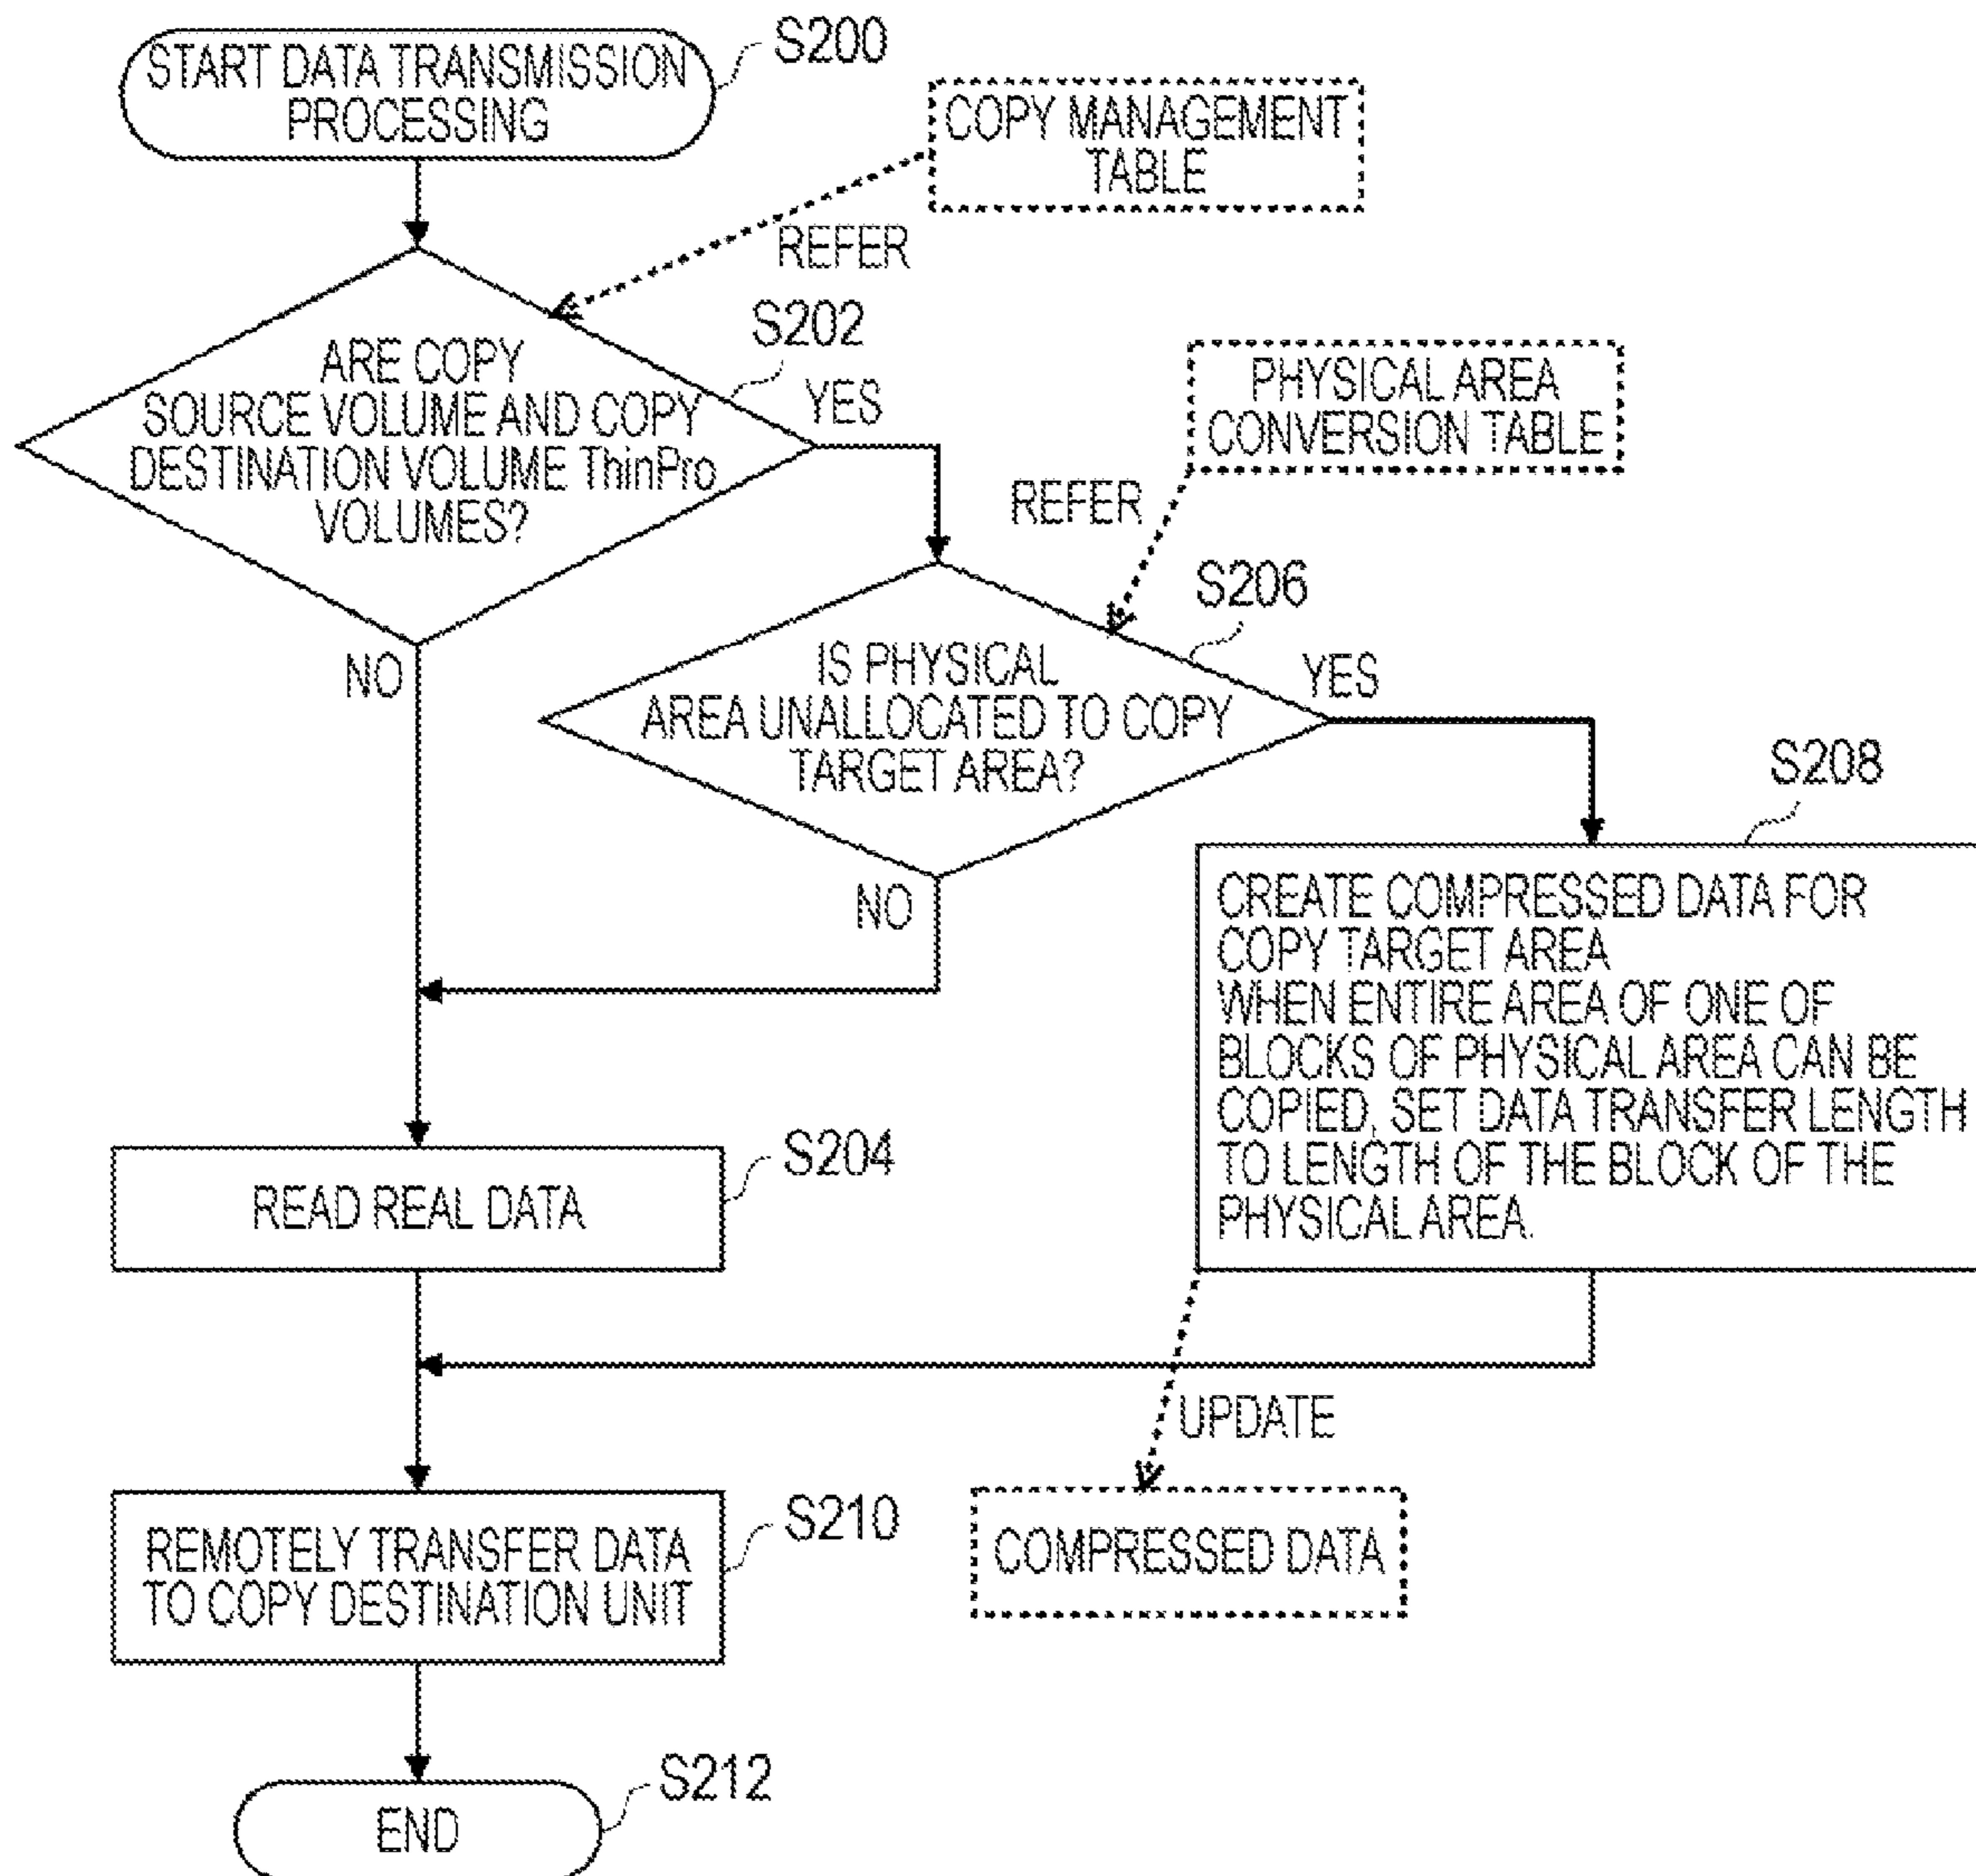 START DATA TRANSMISSION
PROCESSING
S200
COPY MANAGEMENT
TABLE
REFER
S202
ARE COPY
SOURCE VOLUME AND COPY
DESTINATION VOLUME ThinPro
VOLUMES?
YES
PHYSICAL AREA
CONVERSION TABLE
REFER
S206
NO
IS PHYSICAL
AREA UNALLOCATED TO COPY
TARGET AREA?
YES
S208
NO
CREATE COMPRESSED DATA FOR
COPY TARGET AREA
WHEN ENTIRE AREA OF ONE OF
BLOCKS OF PHYSICAL AREA CAN BE
COPIED, SET DATA TRANSFER LENGTH
TO LENGTH OF THE BLOCK OF THE
PHYSICAL AREA.
S204
READ REAL DATA
UPDATE
S210
REMOTELY TRANSFER DATA
TO COPY DESTINATION UNIT
COMPRESSED DATA
S212
END